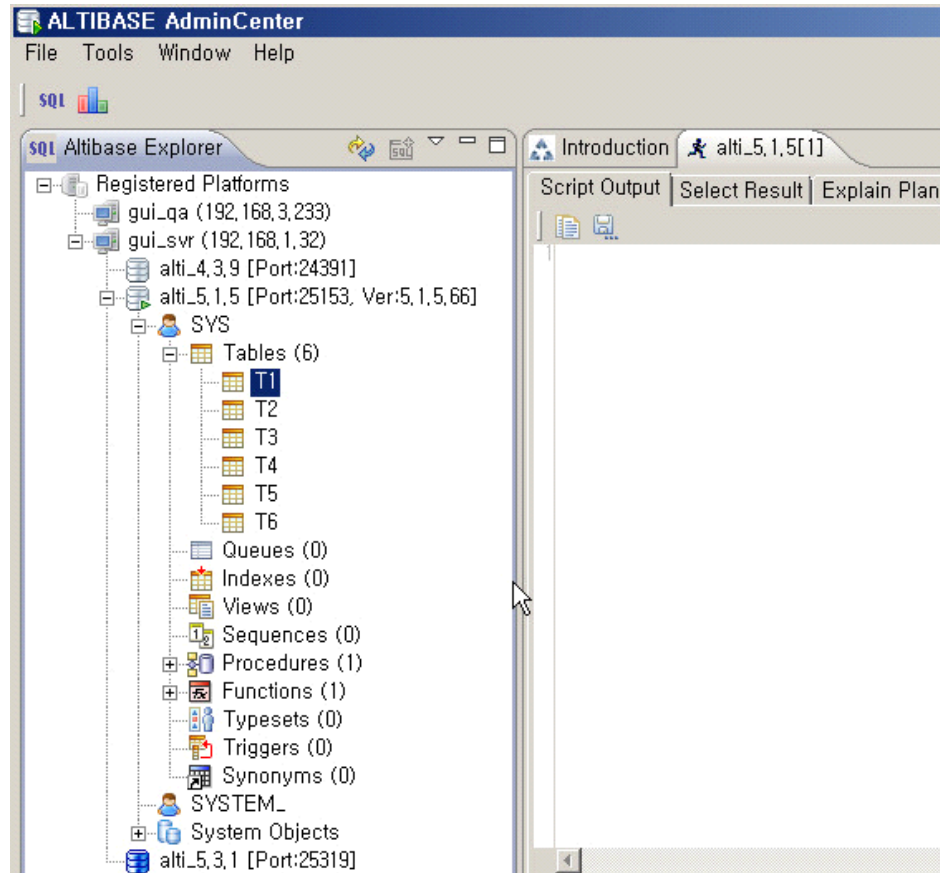 ALTIBASE AdminCenter
File Tools Window Help
SQL
SQL Altibase Explorer
SQL
Registered Platforms
gui_qa (192,168,3,233)
gui_svr (192,168,1,32)
alti_4,3,9 [Port:24391]
alti_5,1,5 [Port:25153, Ver:5,1,5,66]
SYS
Tables (6)
T1
T2
T3
T4
T5
T6
Queues (0)
Indexes (0)
Views (0)
Sequences (0)
Procedures (1)
Functions (1)
Typesets (0)
Triggers (0)
Synonyms (0)
SYSTEM_
System Objects
alti_5,3,1 [Port:25319]
Introduction alti_5,1,5[1]
Script Output Select Result Explain Plan
1